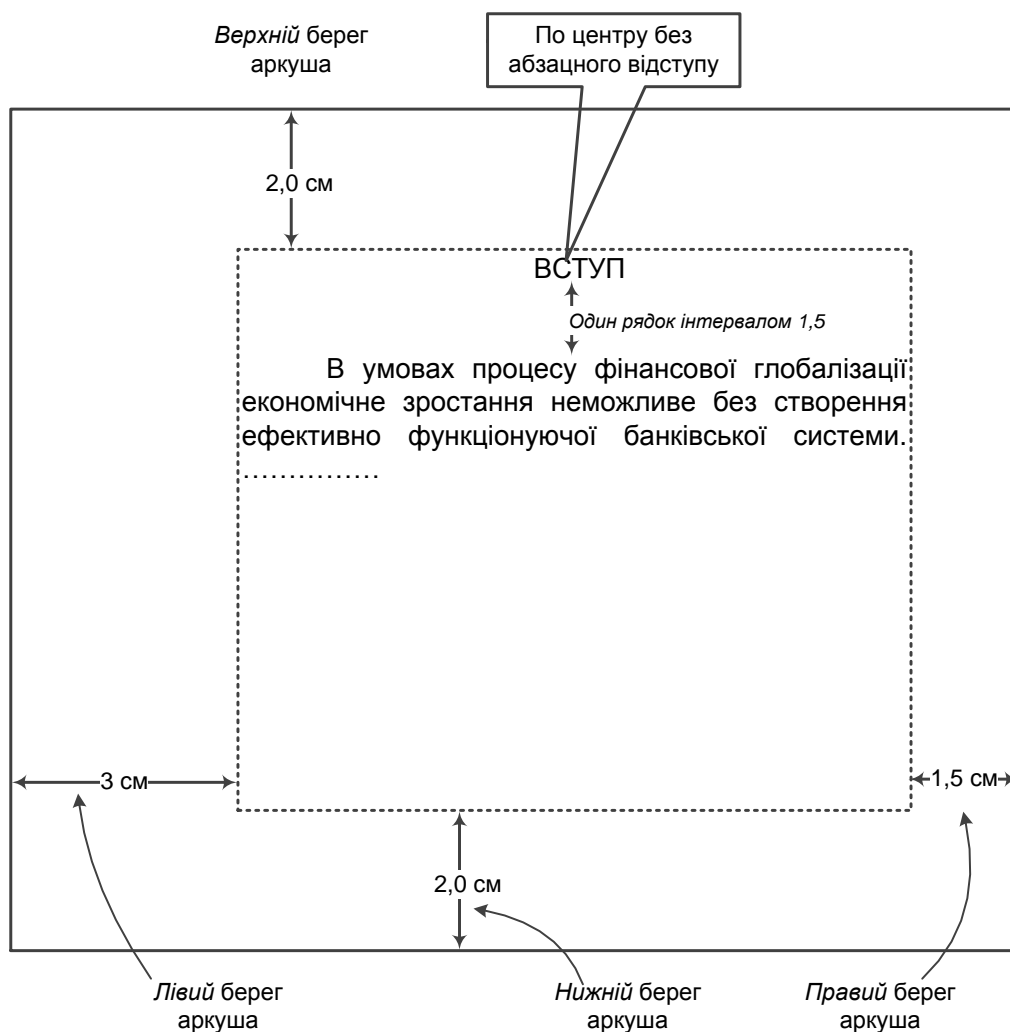 Верхній берег
аркуша
По центру без
абзацного відступу
2,0 см
ВСТУП
Один рядок інтервалом 1,5
В умовах процесу фінансової глобалізації
економічне зростання неможливе без створення
ефективно функціонуючої банківської системи.
……………
3 см
1,5 см
2,0 см
Лівий берег
аркуша
Нижній берег
аркуша
Правий берег
аркуша